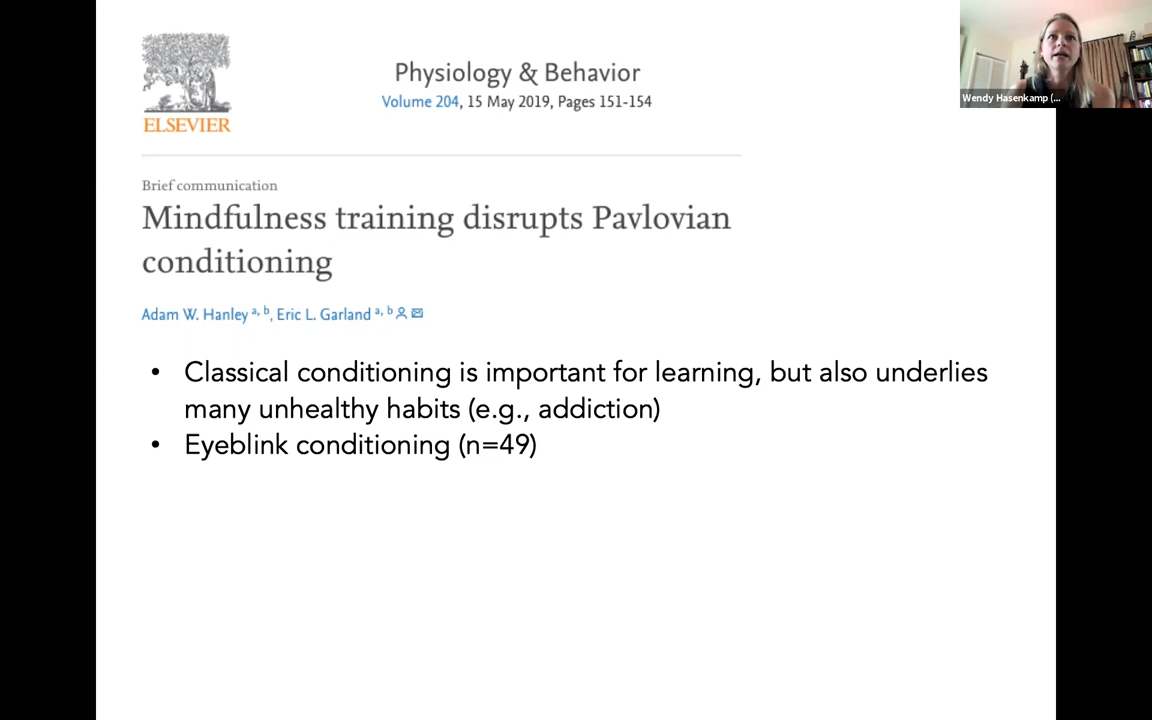 ELSEVIER
Physiology & Behavior
Volume 204, 15 May 2019, Pages 151-154
Wendy Hasenkamp (...
Brief communication
Mindfulness training disrupts Pavlovian
conditioning
Adam W. Hanley a, b, Eric L. Garland a, b
• Classical conditioning is important for learning, but also underlies
many unhealthy habits (e.g., addiction)
• Eyeblink conditioning (n=49)